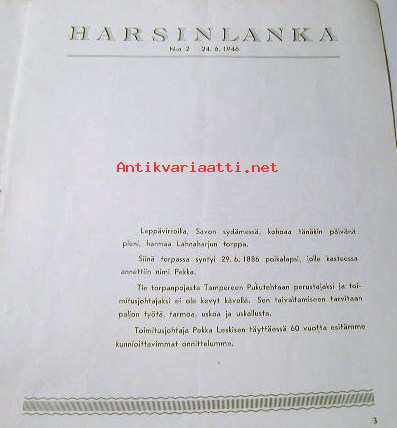 HARSINLANKA
N:o 2 24. 6. 1946
Antikvariaatti.net
Leppävirroilla, Savon sydämessä, kohoaa tänäkin päivänä
pieni, harmaa Lahnaharjun torppa.
Siinä torpassa syntyi 29. 6. 1886 poikalapsi, jolle kasteessa
annettiin nimi Pekka.
Tie torpanpojasta Tampereen Pukutehtaan perustajaksi ja toi-
mitusjohtajaksi ei ole kevyt kävellä. Sen taivaltamiseen tarvitaan
paljon työtä, tarmoa, uskoa ja uskallusta.
Toimitusjohtaja Pekka Leskisen täyttäessä 60 vuotta esitämme
kunnioittavimmat onnittelumme.
3